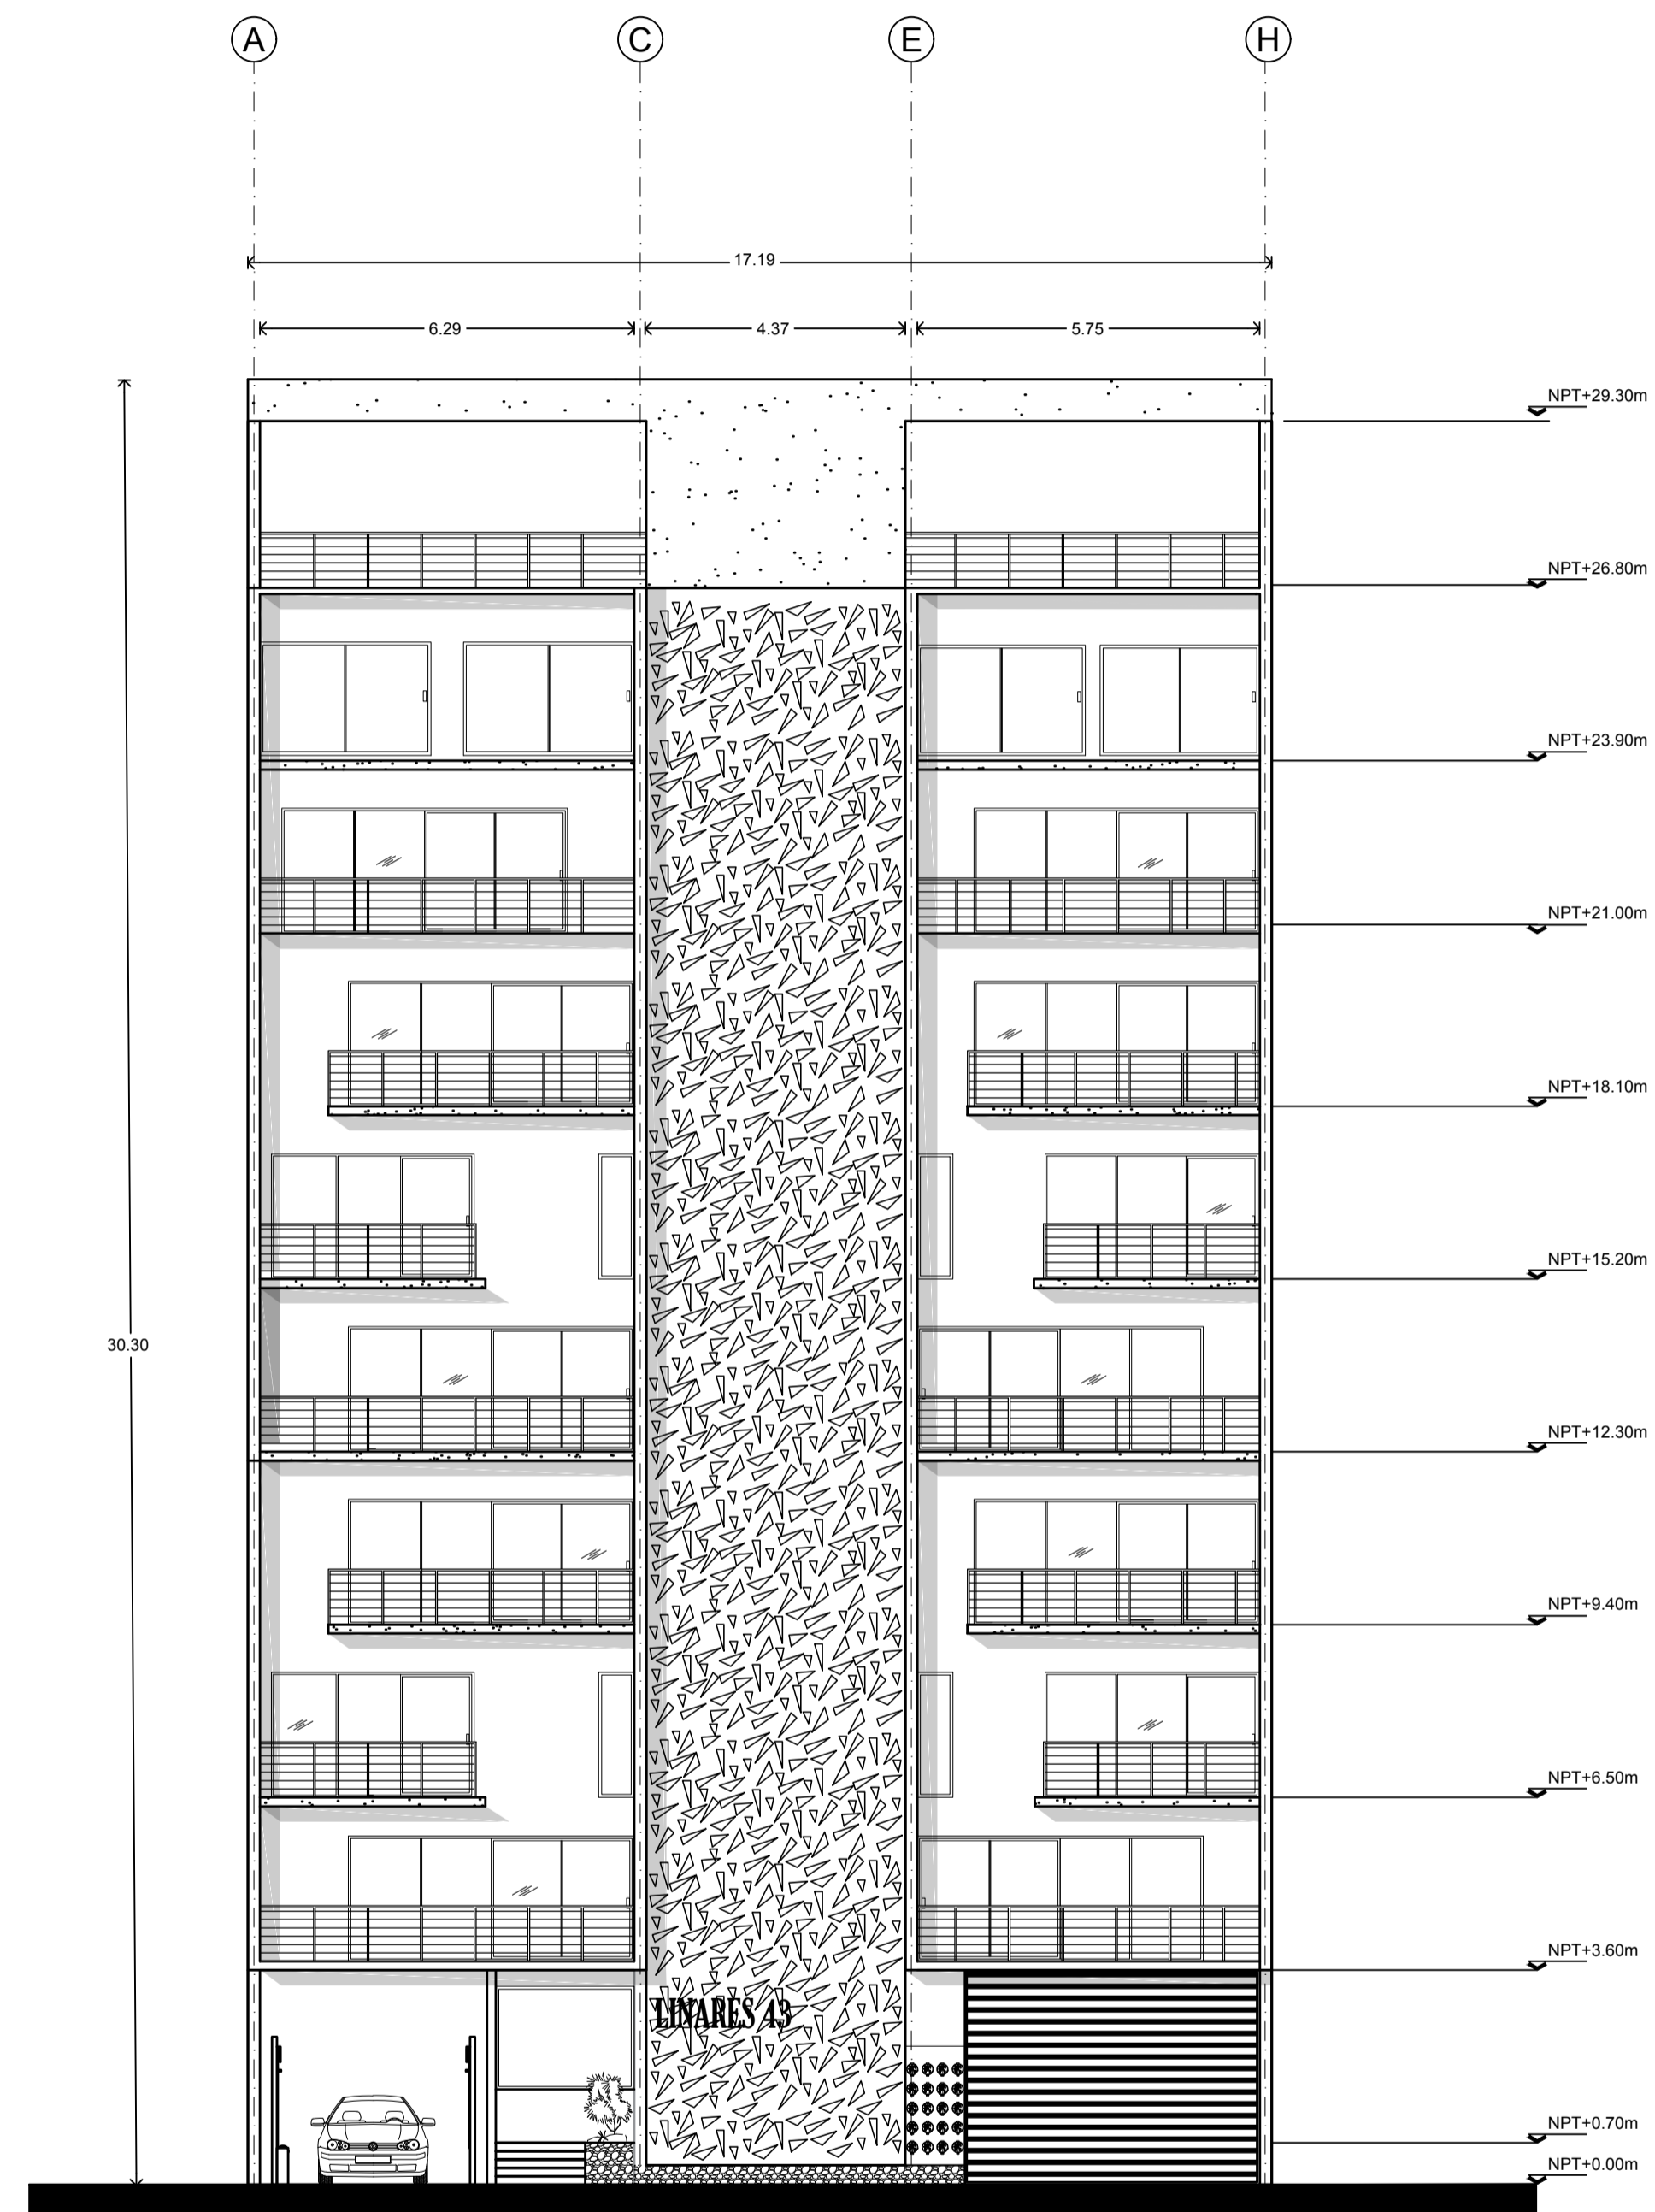 A C E H
17.19
6.29 4.37 5.75
NPT+29.30m
NPT+26.80m
NPT+23.90m
NPT+21.00m
NPT+18.10m
NPT+15.20m
30.30
NPT+12.30m
NPT+9.40m
NPT+6.50m
NPT+3.60m
LINARES 43
NPT+0.70m
NPT+0.00m